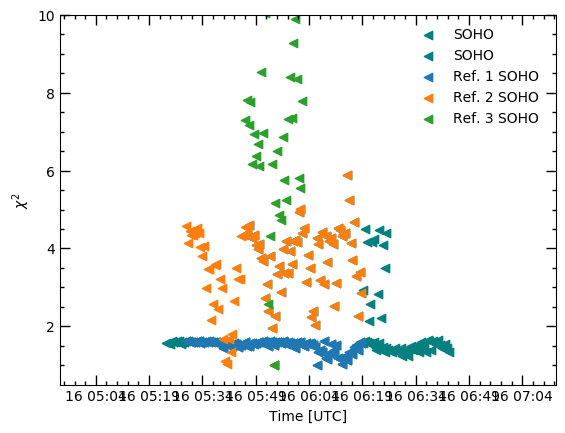 10
8
6
4
2
χ²
SOHO
SOHO
Ref. 1 SOHO
Ref. 2 SOHO
Ref. 3 SOHO
16 05:04 16 05:19 16 05:34 16 05:49 16 06:04 16 06:19 16 06:34 16 06:49 16 07:04
Time [UTC]